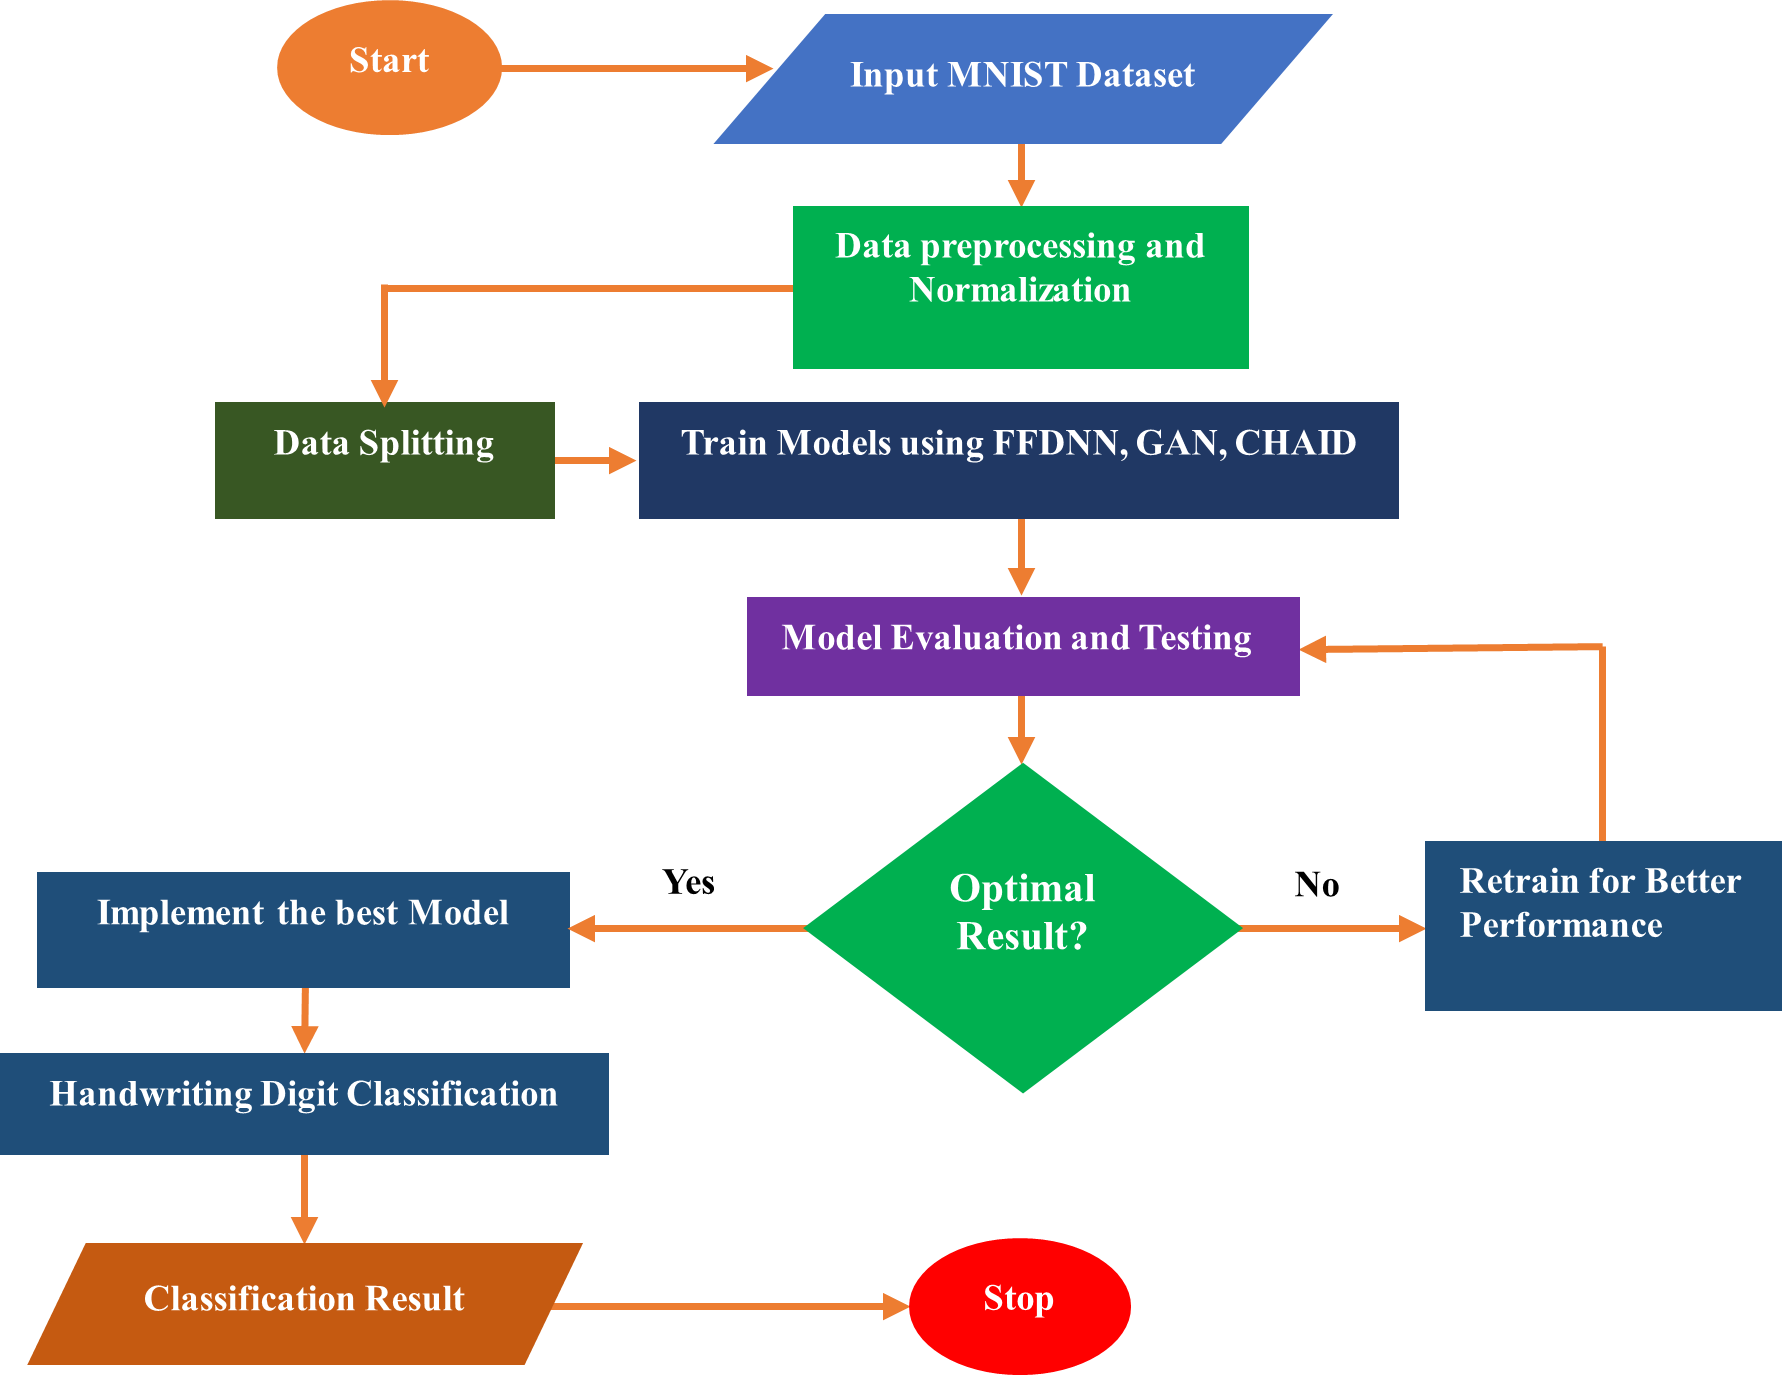 Start
Input MNIST Dataset
Data preprocessing and
Normalization
Data Splitting
Train Models using FFDNN, GAN, CHAID
Model Evaluation and Testing
Optimal
Result?
Yes
No
Implement the best Model
Retrain for Better
Performance
Handwriting Digit Classification
Classification Result
Stop